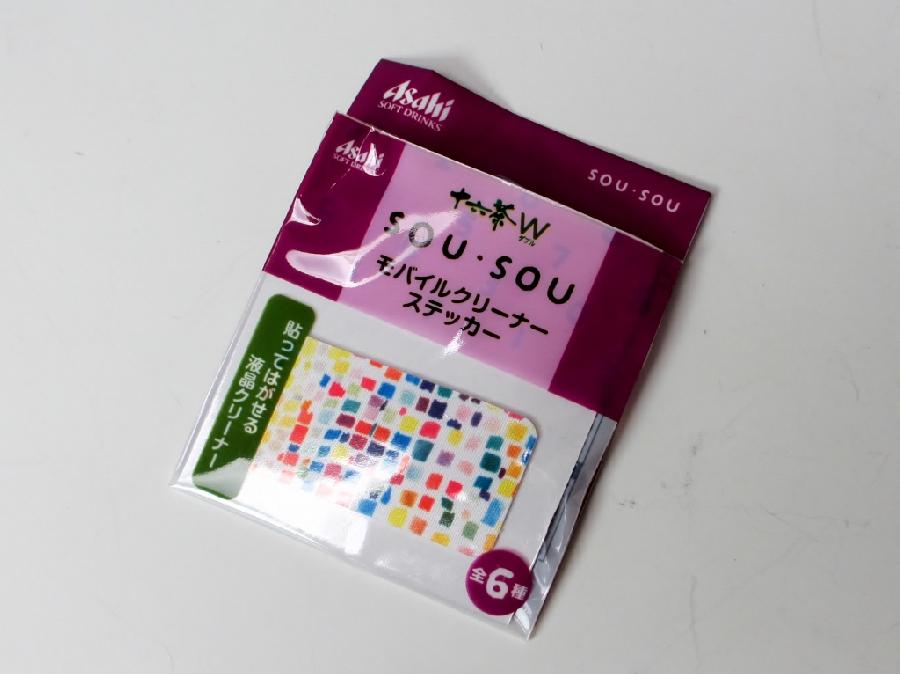 Asahi
SOFT DRINKS
SOU・SOU
Asahi
SOFT DRINKS
十六茶W
ダブル
SOU・SOU
モバイルクリーナー
ステッカー
貼ってはがせる
液晶クリーナー
全6種